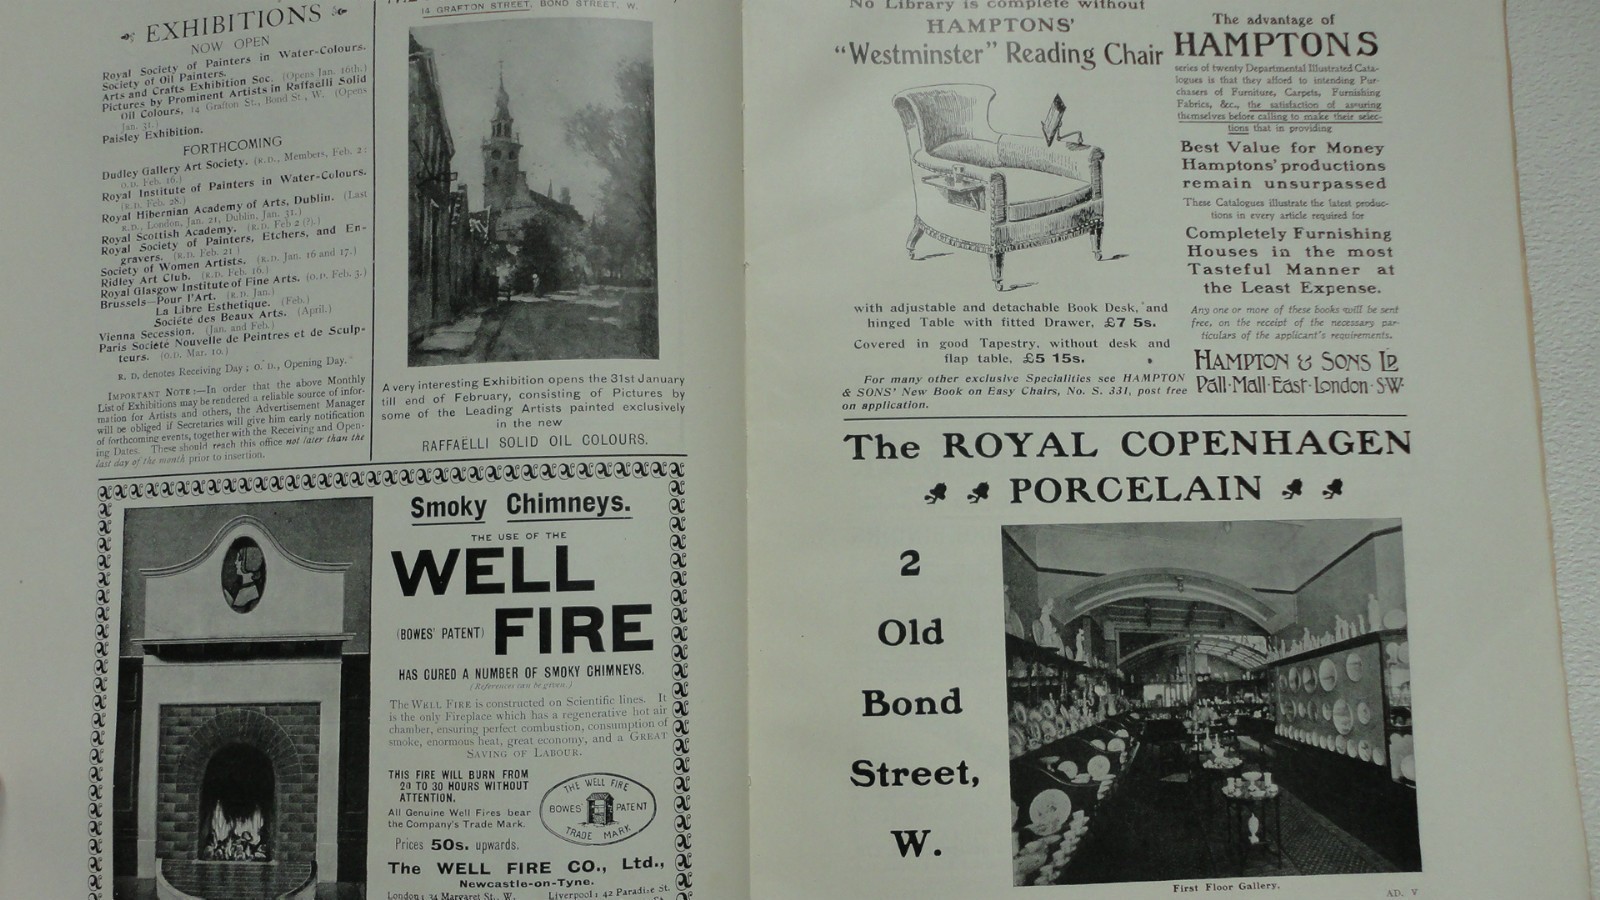 EXHIBITIONS
NOW OPEN
Royal Society of Painters in Water-Colours.
Society of Oil Painters.
Arts and Crafts Exhibition Soc. (Opens Jan. 16th.)
Pictures by Prominent Artists in Raffaelli Solid
Oil Colours, 14 Grafton St., Bond St., W. (Opens
Jan. 31.)
Paisley Exhibition.
FORTHCOMING
Dudley Gallery Art Society. (R.D., Members, Feb. 2:
O.D. Feb. 16.)
Royal Institute of Painters in Water-Colours.
(R.D. Feb. 28.)
Royal Hibernian Academy of Arts, Dublin. (Last
R.D., London, Jan. 21, Dublin, Jan. 31.)
Royal Scottish Academy. (R.D. Feb 2 (?).)
Royal Society of Painters, Etchers, and En-
gravers. (R.D. Feb. 21)
Society of Women Artists. (R.D. Jan. 16 and 17.)
Ridley Art Club. (R.D. Feb. 16.)
Royal Glasgow Institute of Fine Arts. (O.D. Feb. 3.)
Brussels—Pour l'Art. (R.D. Jan.)
La Libre Esthetique. (Feb.)
Société des Beaux Arts. (April.)
Vienna Secession. (Jan. and Feb.)
Paris Société Nouvelle de Peintres et de Sculp-
teurs. (O.D. Mar. 10.)
R. D. denotes Receiving Day; O. D., Opening Day.
IMPORTANT NOTE:—In order that the above Monthly
List of Exhibitions may be rendered a reliable source of infor-
mation for Artists and others, the Advertisement Manager
will be obliged if Secretaries will give him early notification
of forthcoming events, together with the Receiving and Open-
ing Dates. These should reach this office not later than the
last day of the month prior to insertion.
14 GRAFTON STREET, BOND STREET, W.
A very interesting Exhibition opens the 31st January
till end of February, consisting of Pictures by
some of the Leading Artists painted exclusively
in the new
RAFFAELLI SOLID OIL COLOURS.
Smoky Chimneys.
THE USE OF THE
WELL
(BOWES' PATENT) FIRE
HAS CURED A NUMBER OF SMOKY CHIMNEYS.
(References can be given.)
The WELL FIRE is constructed on Scientific lines. It
is the only Fireplace which has a regenerative hot air
chamber, ensuring perfect combustion, consumption of
smoke, enormous heat, great economy, and a GREAT
SAVING OF LABOUR.
THIS FIRE WILL BURN FROM
20 TO 30 HOURS WITHOUT
ATTENTION.
All Genuine Well Fires bear
the Company's Trade Mark.
Prices 50s. upwards.
THE WELL FIRE
BOWES' PATENT
TRADE MARK
The WELL FIRE CO., Ltd.,
Newcastle-on-Tyne.
London: 34 Margaret St., W. Liverpool: 42 Paradise St.
No Library is complete without
HAMPTONS'
"Westminster" Reading Chair
with adjustable and detachable Book Desk, and
hinged Table with fitted Drawer, £7 5s.
Covered in good Tapestry, without desk and
flap table, £5 15s.
For many other exclusive Specialities see HAMPTON
& SONS' New Book on Easy Chairs, No. S. 331, post free
on application.
The advantage of
HAMPTONS
series of twenty Departmental Illustrated Cata-
logues is that they afford to intending Pur-
chasers of Furniture, Carpets, Furnishing
Fabrics, &c., the satisfaction of assuring
themselves before calling to make their selec-
tions that in providing
Best Value for Money
Hamptons' productions
remain unsurpassed
These Catalogues illustrate the latest produc-
tions in every article required for
Completely Furnishing
Houses in the most
Tasteful Manner at
the Least Expense.
Any one or more of these books will be sent
free, on the receipt of the necessary par-
ticulars of the applicant's requirements.
HAMPTON & SONS LD
Pall·Mall·East·London·S·W·
The ROYAL COPENHAGEN
PORCELAIN
2
Old
Bond
Street,
W.
First Floor Gallery.
AD. V